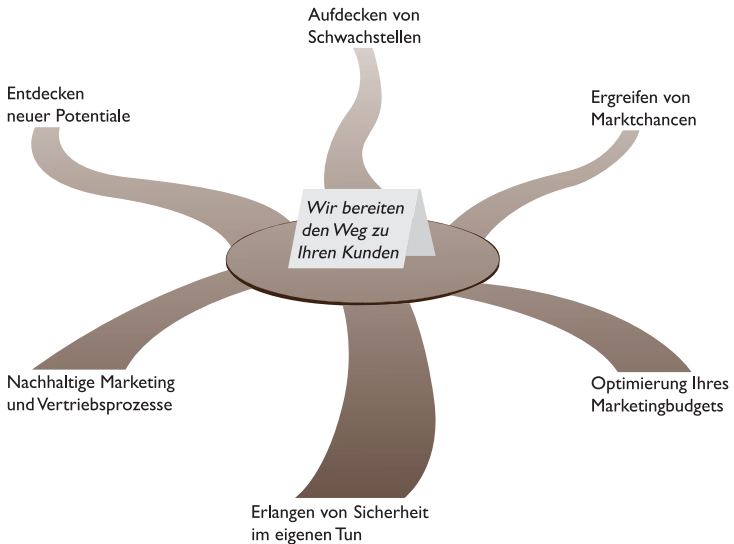 Aufdecken von
Schwachstellen
Entdecken
neuer Potentiale
Ergreifen von
Marktchancen
Wir bereiten
den Weg zu
Ihren Kunden
Nachhaltige Marketing
und Vertriebsprozesse
Optimierung Ihres
Marketingbudgets
Erlangen von Sicherheit
im eigenen Tun